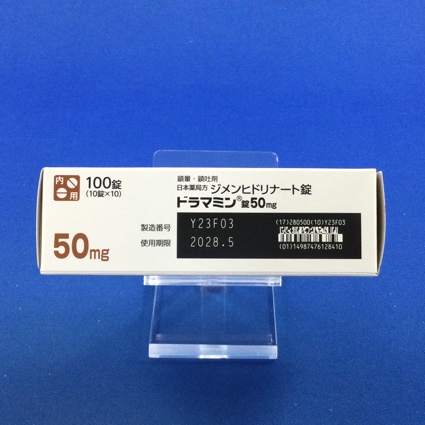 内用
100錠
(10錠×10)
50mg
鎮暈・鎮吐剤
日本薬局方 ジメンヒドリナート錠
ドラマミン®錠50mg
製造番号 Y23F03
使用期限 2028.5
(17)280500(10)Y23F03
(01)14987476128410